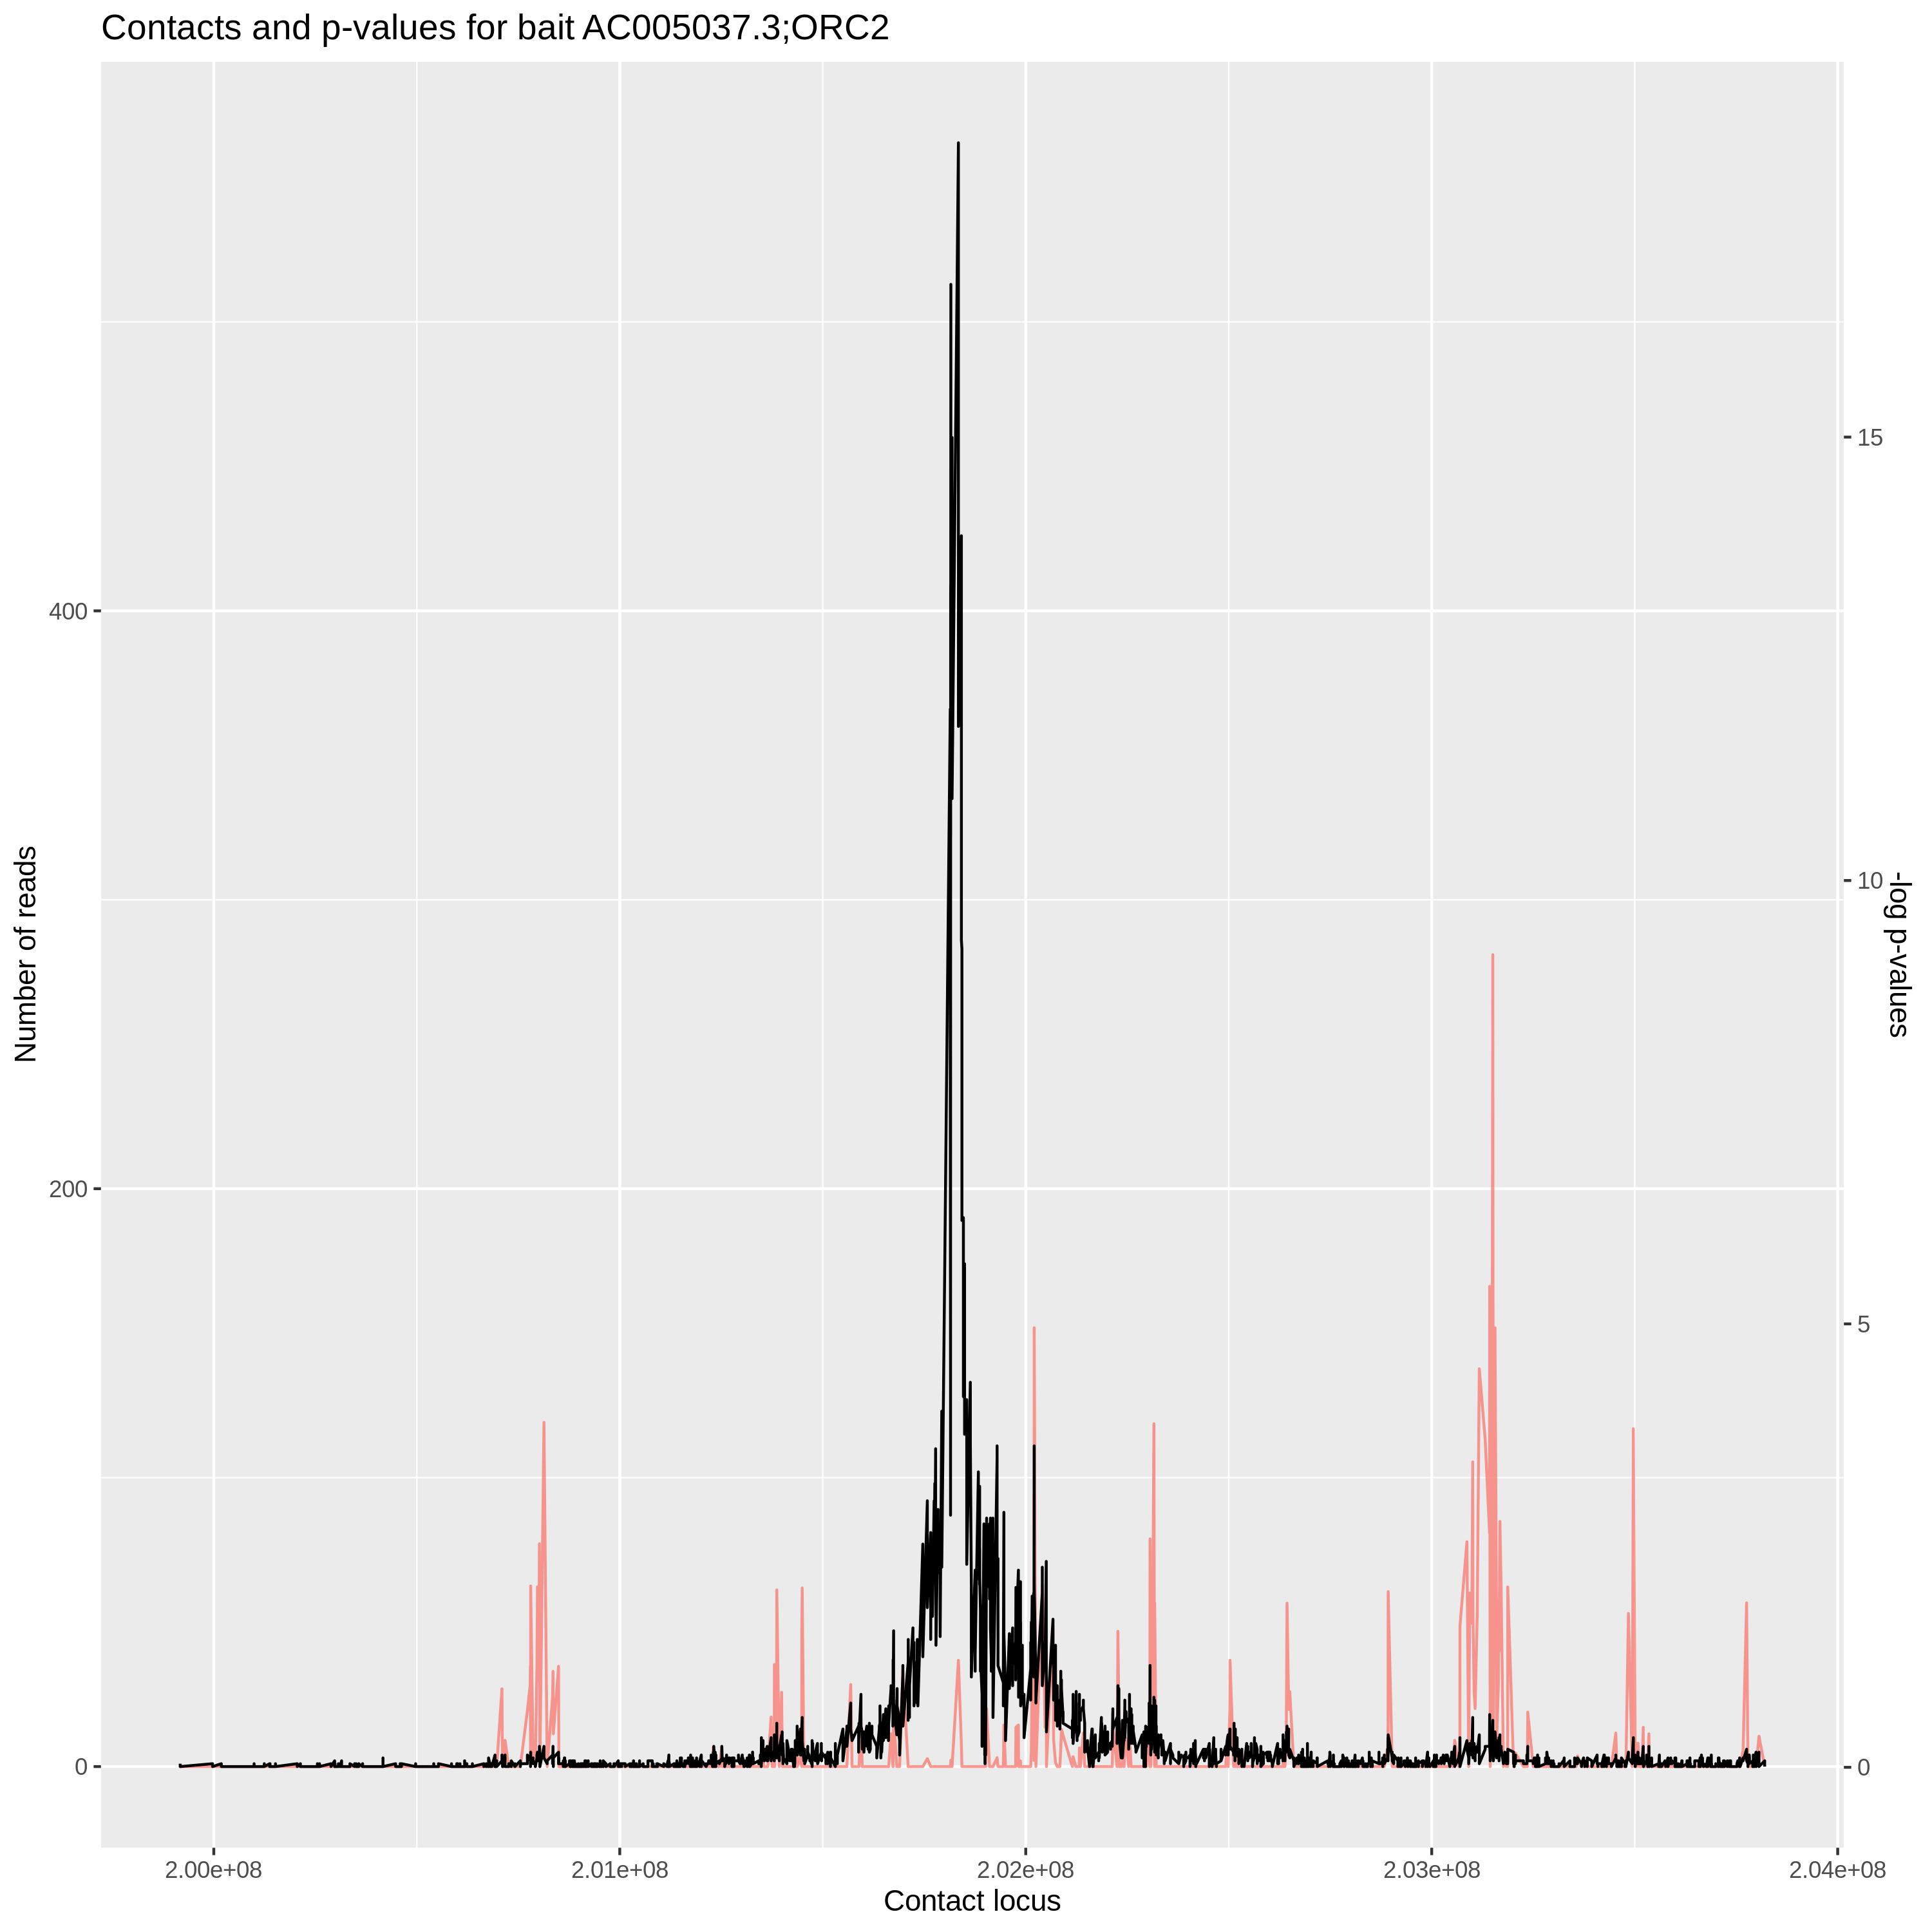 Contacts and p-values for bait AC005037.3;ORC2
Number of reads
400
200
0
15
10
5
0
-log p-values
2.00e+08
2.01e+08
2.02e+08
2.03e+08
2.04e+08
Contact locus